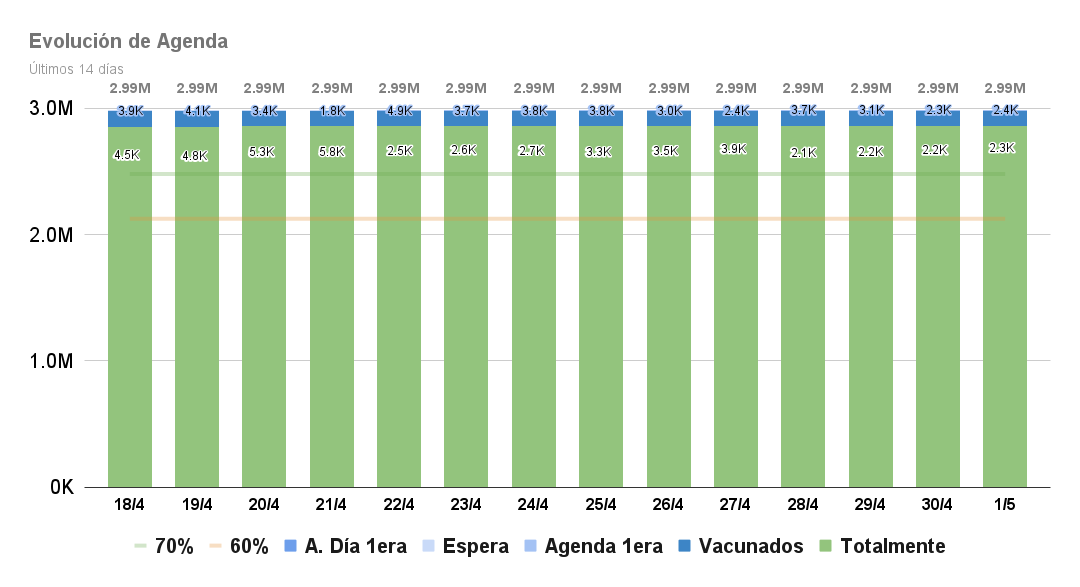 Evolución de Agenda
Últimos 14 días
2.99M 2.99M 2.99M 2.99M 2.99M 2.99M 2.99M 2.99M 2.99M 2.99M 2.99M 2.99M 2.99M 2.99M
3.0M
3.9K 4.1K 3.4K 1.8K 4.9K 3.7K 3.8K 3.8K 3.0K 2.4K 3.7K 3.1K 2.3K 2.4K
4.5K 4.8K 5.3K 5.8K 2.5K 2.6K 2.7K 3.3K 3.5K 3.9K 2.1K 2.2K 2.2K 2.3K
2.0M
1.0M
0K
18/4 19/4 20/4 21/4 22/4 23/4 24/4 25/4 26/4 27/4 28/4 29/4 30/4 1/5
70% 60% A. Día 1era Espera Agenda 1era Vacunados Totalmente